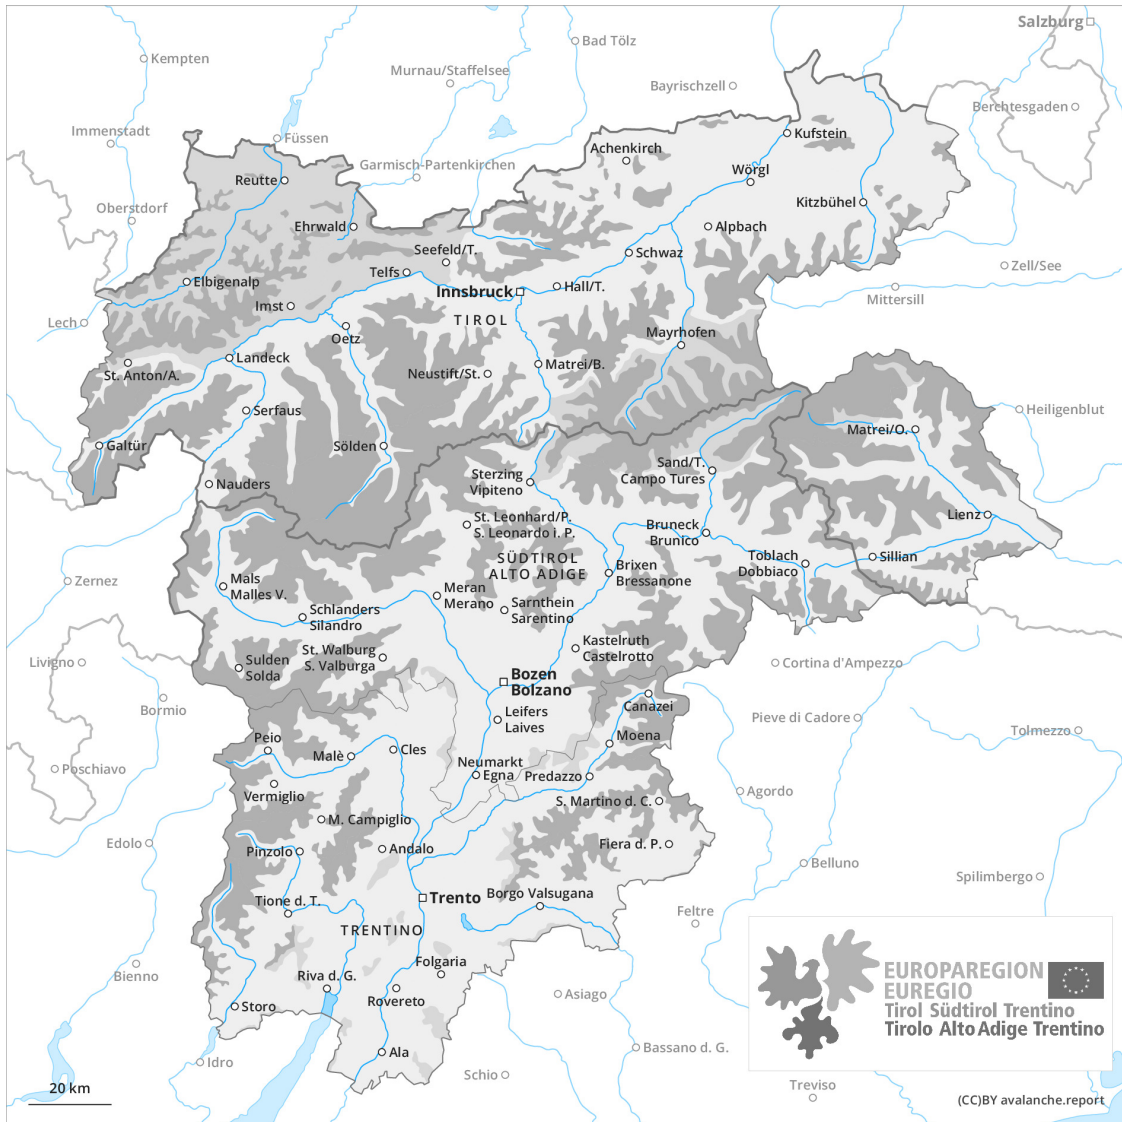 Salzburg
Bad Tölz
Kempten
Murnau/Staffelsee
Bayrischzell
Berchtesgaden
Immenstadt
Füssen
Kufstein
Achenkirch
Garmisch-Partenkirchen
Wörgl
Reutte
Kitzbühel
Oberstdorf
Ehrwald
Alpbach
Seefeld/T.
Schwaz
Zell/See
Telfs
Elbigenalp
Hall/T.
Innsbruck
Mittersill
Imst
TIROL
Lech
Oetz
Mayrhofen
Landeck
Matrei/B.
St. Anton/A.
Neustift/St.
Serfaus
Heiligenblut
Matrei/O.
Galtür
Sölden
Sand/T.
Campo Tures
Sterzing
Vipiteno
Nauders
Lienz
St. Leonhard/P.
S. Leonardo i. P.
Bruneck
Brunico
SÜDTIROL
ALTO ADIGE
Toblach
Dobbiaco
Sillian
Brixen
Bressanone
Zernez
Mals
Malles V.
Meran
Merano
Sarnthein
Sarentino
Schlanders
Silandro
Kastelruth
Castelrotto
St. Walburg
S. Valburga
Livigno
Sulden
Solda
Cortina d'Ampezzo
Bozen
Bolzano
Canazei
Bormio
Leifers
Laives
Pieve di Cadore
Tolmezzo
Moena
Peio
Cles
Malè
Neumarkt
Egna
Poschiavo
Predazzo
Vermiglio
Agordo
S. Martino d. C.
M. Campiglio
Edolo
Fiera d. P.
Pinzolo
Andalo
Belluno
Spilimbergo
Borgo Valsugana
Trento
Tione d. T.
Feltre
TRENTINO
Folgaria
Bienno
Riva d. G.
EUROPAREGION
EUREGIO
Tirol Südtirol Trentino
Tirolo Alto Adige Trentino
Rovereto
Asiago
Storo
Ala
Bassano d. G.
Idro
Schio
20 km
Treviso
(CC)BY avalanche.report